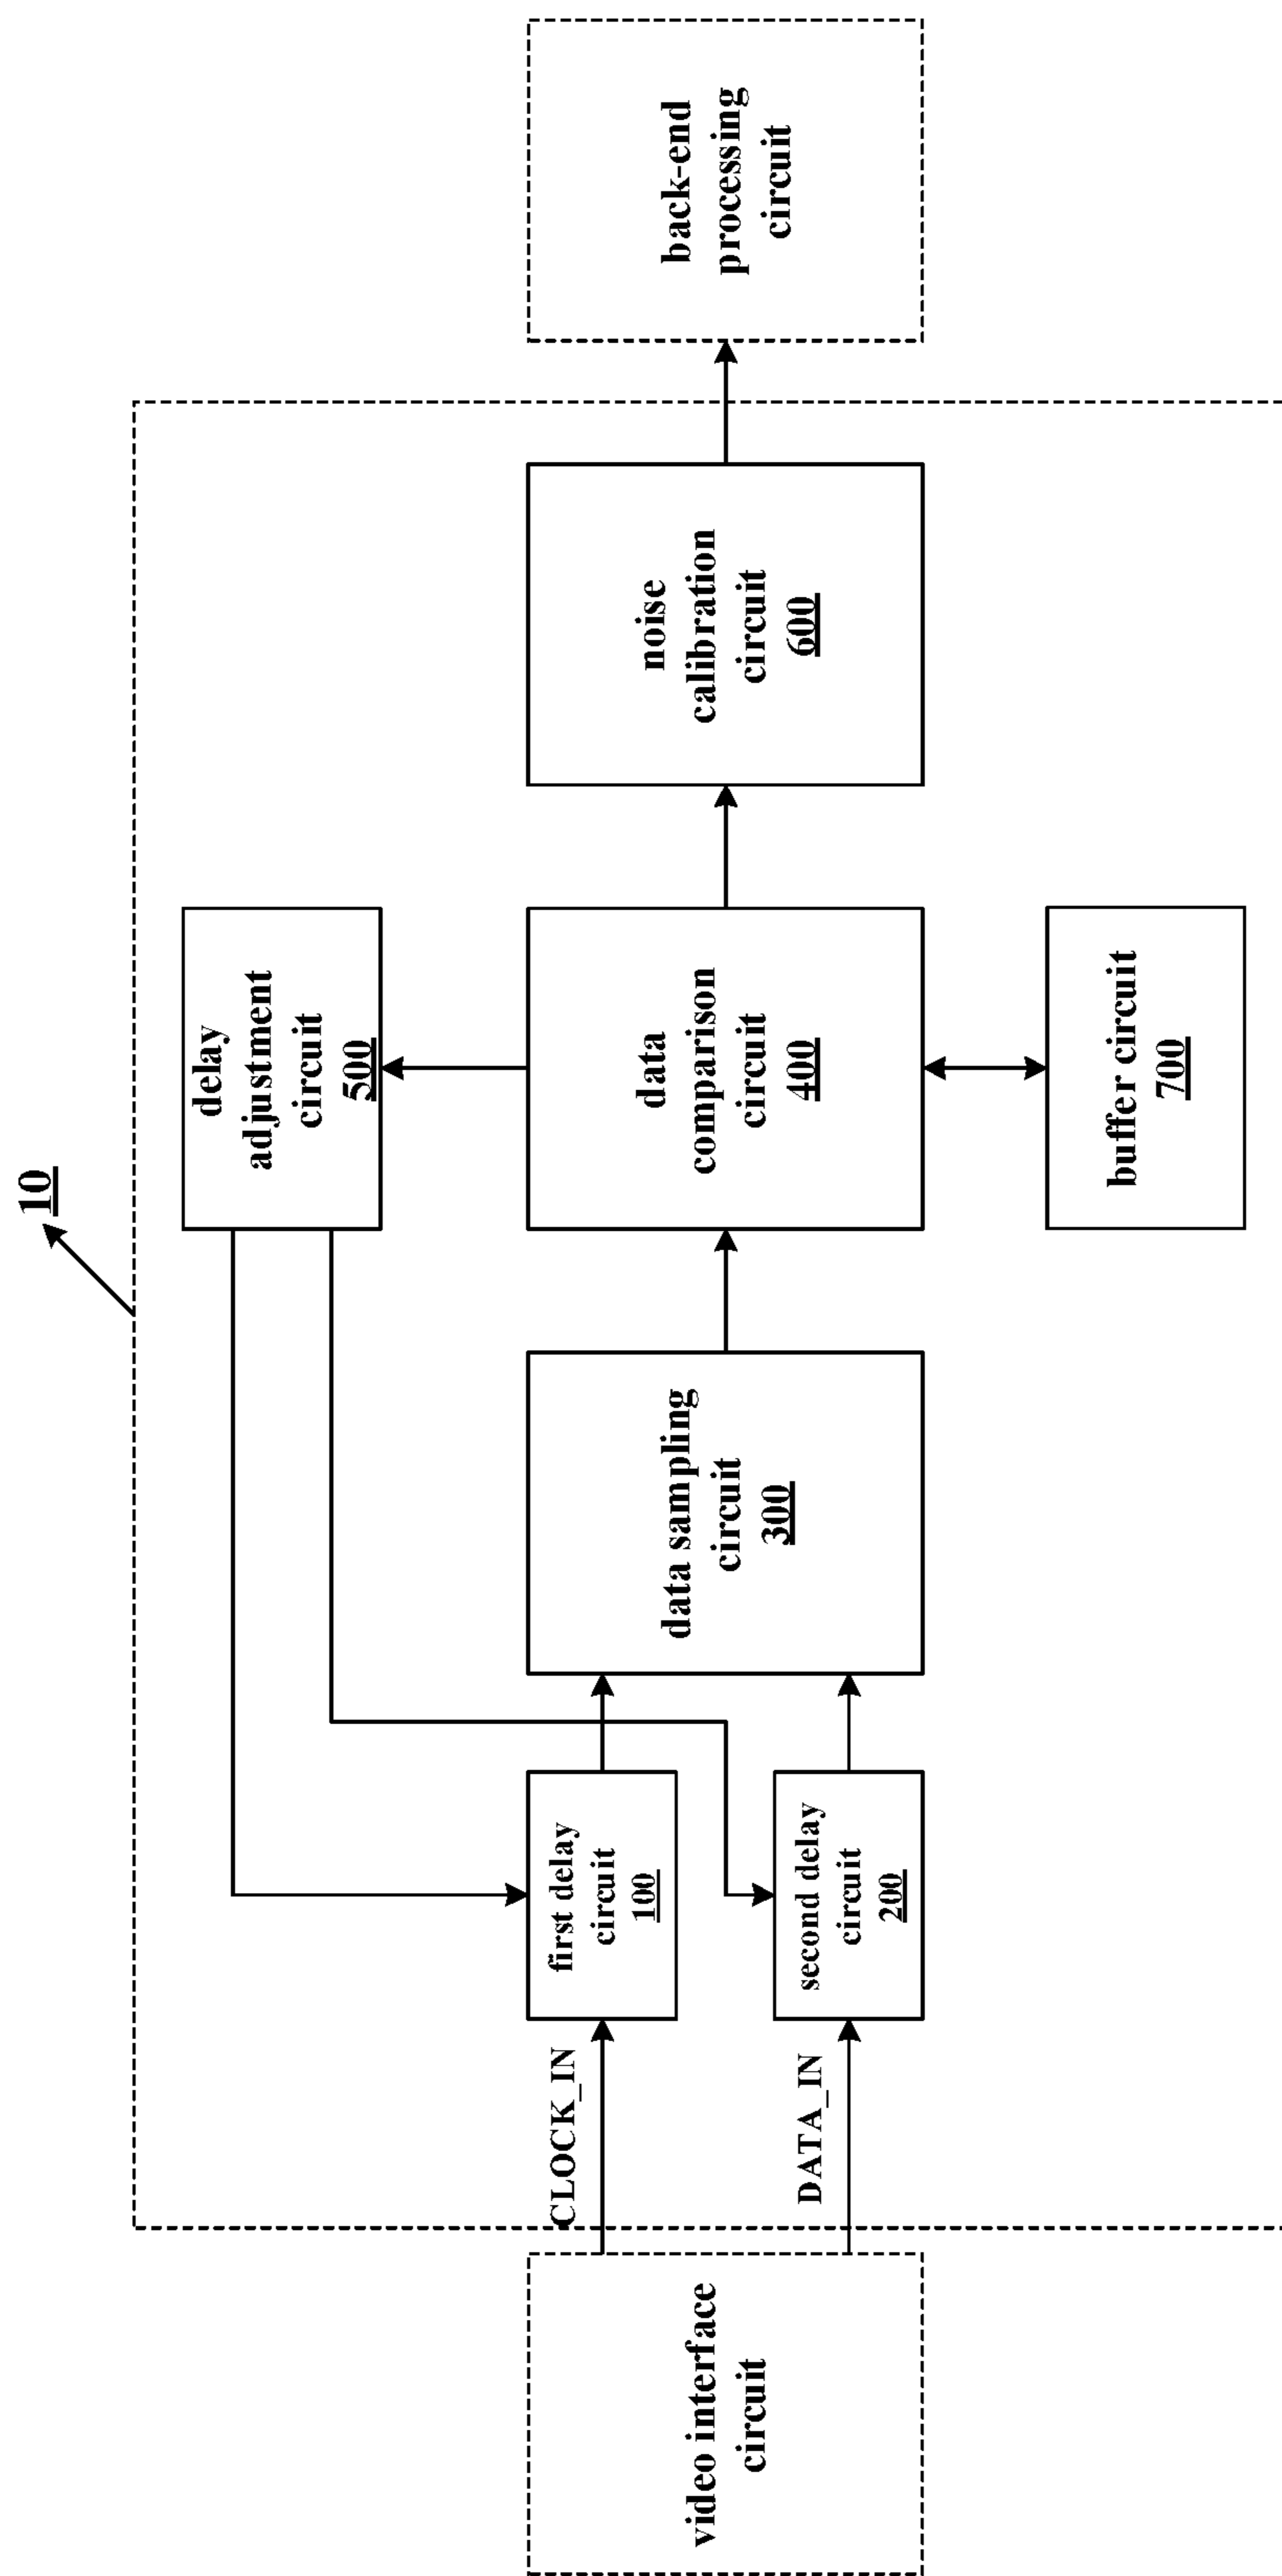 10
delay
adjustment
circuit
500
video interface
circuit
CLOCK_IN
DATA_IN
first delay
circuit
100
second delay
circuit
200
data sampling
circuit
300
data
comparison
circuit
400
noise
calibration
circuit
600
back-end
processing
circuit
buffer circuit
700